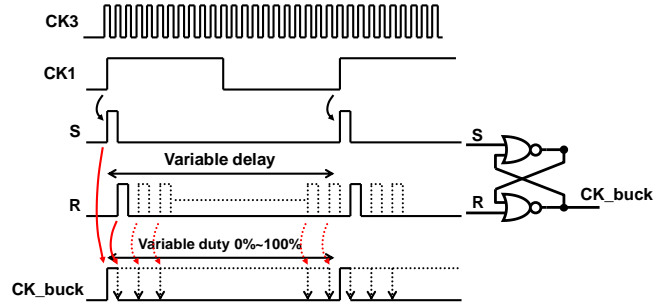 CK3
CK1
S
Variable delay
R
Variable duty 0%~100%
CK_buck
S
R
CK_buck